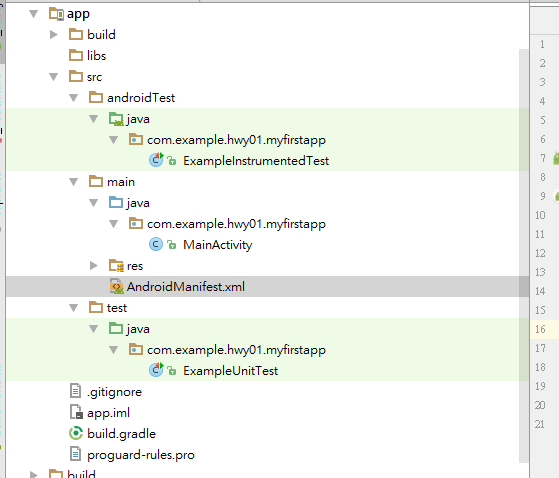 app
build
libs
src
androidTest
java
com.example.hwy01.myfirstapp
ExampleInstrumentedTest
main
java
com.example.hwy01.myfirstapp
MainActivity
res
AndroidManifest.xml
test
java
com.example.hwy01.myfirstapp
ExampleUnitTest
.gitignore
app.iml
build.gradle
proguard-rules.pro
build
1
2
3
4
5
6
7
8
9
10
11
12
13
14
15
16
17
18
19
20
21